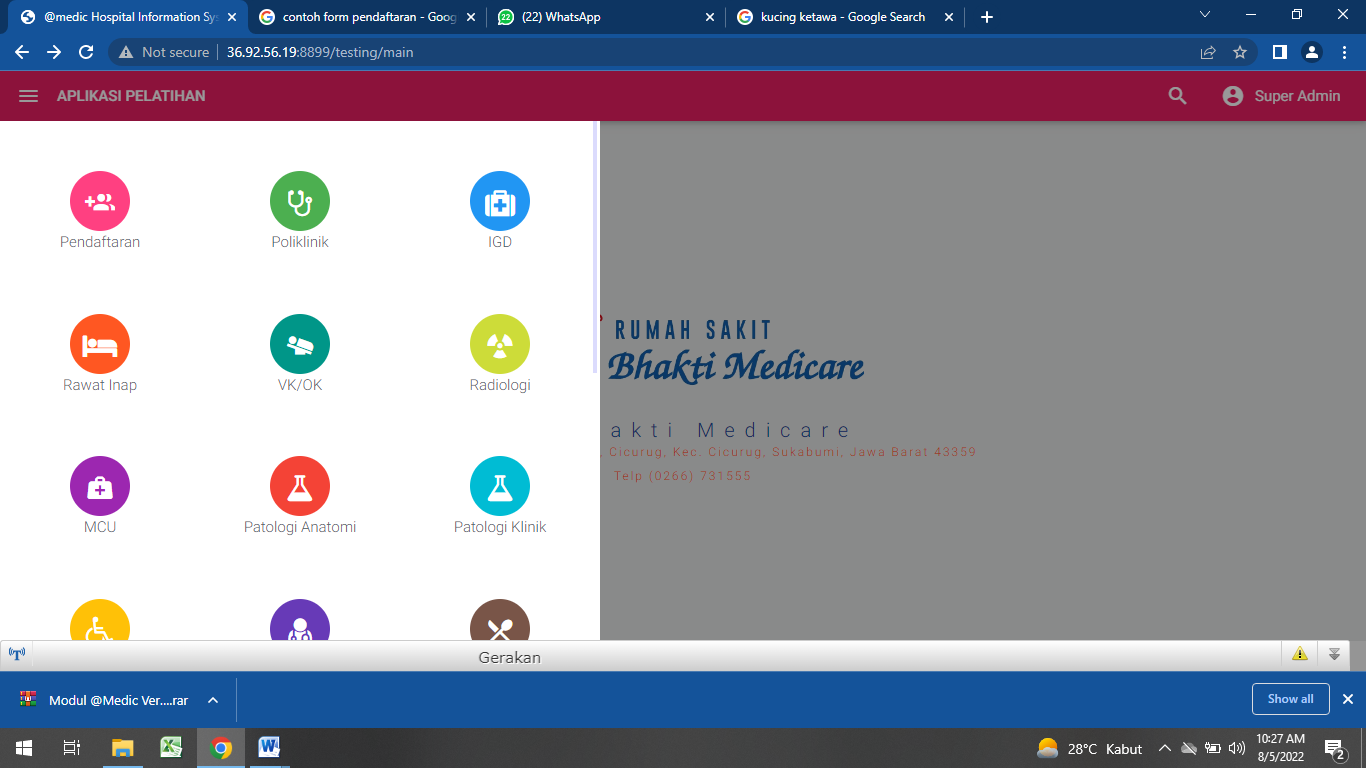 @medic Hospital Information Sys
contoh form pendaftaran - Goog
(22) WhatsApp
kucing ketawa - Google Search
Not secure
36.92.56.19:8899/testing/main
APLIKASI PELATIHAN
Super Admin
Pendaftaran
Poliklinik
IGD
RUMAH SAKIT
Bhakti Medicare
Rawat Inap
VK/OK
Radiologi
akti Medicare
, Cicurug, Kec. Cicurug, Sukabumi, Jawa Barat 43359
Telp (0266) 731555
MCU
Patologi Anatomi
Patologi Klinik
Gerakan
Modul @Medic Ver....rar
Show all
28°C Kabut
10:27 AM
8/5/2022
2